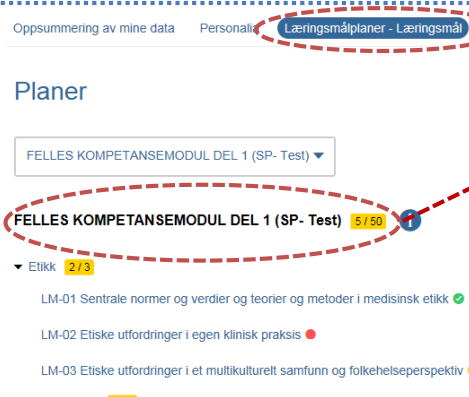 Oppsummering av mine data Personalia Læringsmålplaner - Læringsmål
Planer
FELLES KOMPETANSEMODUL DEL 1 (SP- Test)
FELLES KOMPETANSEMODUL DEL 1 (SP- Test) 5 / 50
Etikk 2 / 3
LM-01 Sentrale normer og verdier og teorier og metoder i medisinsk etikk
LM-02 Etiske utfordringer i egen klinisk praksis
LM-03 Etiske utfordringer i et multikulturelt samfunn og folkehelseperspektiv